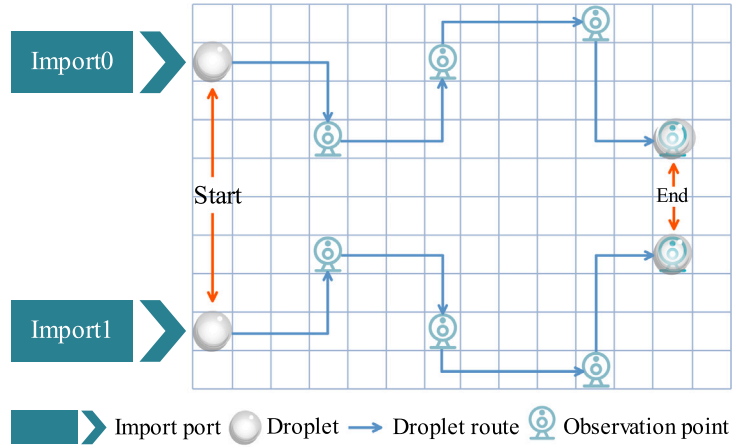 Import0
Start
End
Import1
Import port Droplet Droplet route Observation point